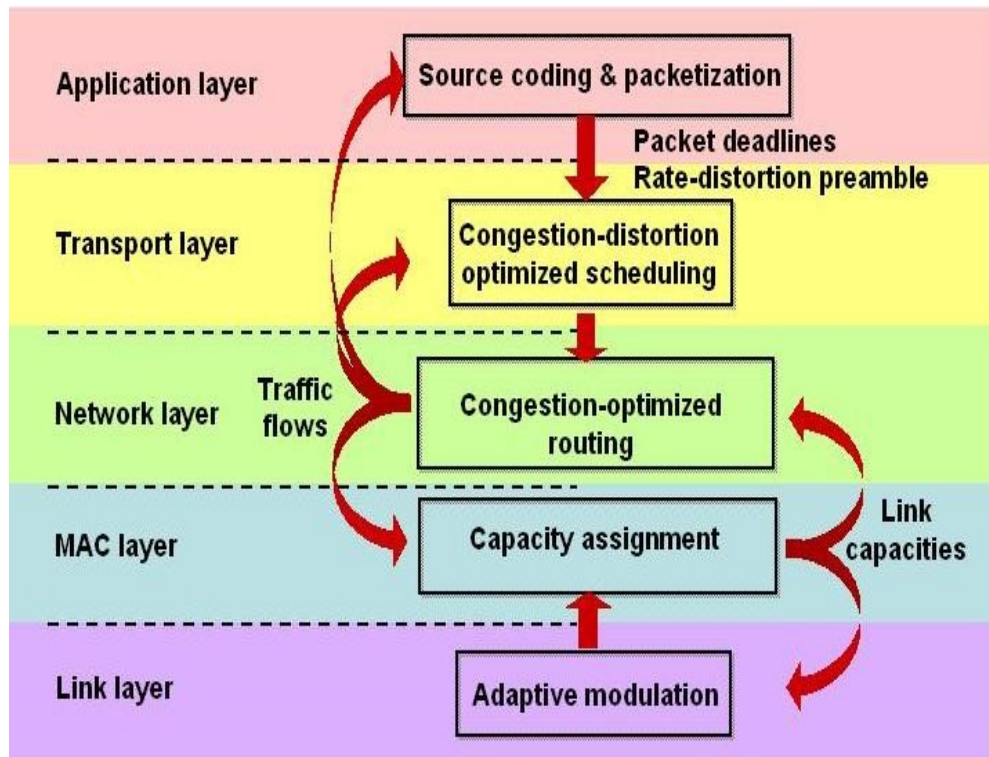 Application layer
Source coding & packetization
Packet deadlines
Rate-distortion preamble
Transport layer
Congestion-distortion
optimized scheduling
Traffic
flows
Network layer
Congestion-optimized
routing
MAC layer
Capacity assignment
Link
capacities
Link layer
Adaptive modulation